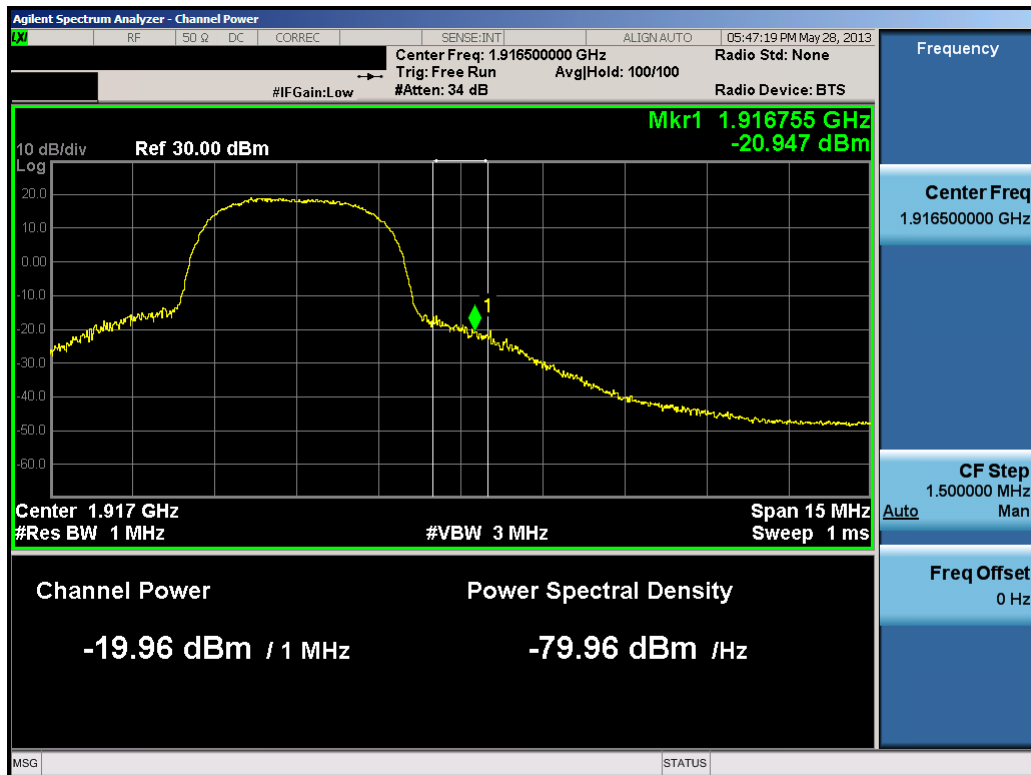 Agilent Spectrum Analyzer - Channel Power
LXI RF 50 Ω DC CORREC SENSE:INT ALIGN AUTO 05:47:19 PM May 28, 2013
Center Freq: 1.916500000 GHz Radio Std: None
Trig: Free Run Avg|Hold: 100/100
#IFGain:Low #Atten: 34 dB Radio Device: BTS
Frequency
Mkr1 1.916755 GHz
-20.947 dBm
10 dB/div Ref 30.00 dBm
Log
20.0
10.0
0.00
-10.0
-20.0
-30.0
-40.0
-50.0
-60.0
1
Center 1.917 GHz Span 15 MHz
#Res BW 1 MHz #VBW 3 MHz Sweep 1 ms
Channel Power Power Spectral Density
-19.96 dBm / 1 MHz -79.96 dBm /Hz
Center Freq
1.916500000 GHz
CF Step
1.500000 MHz
Auto Man
Freq Offset
0 Hz
MSG STATUS